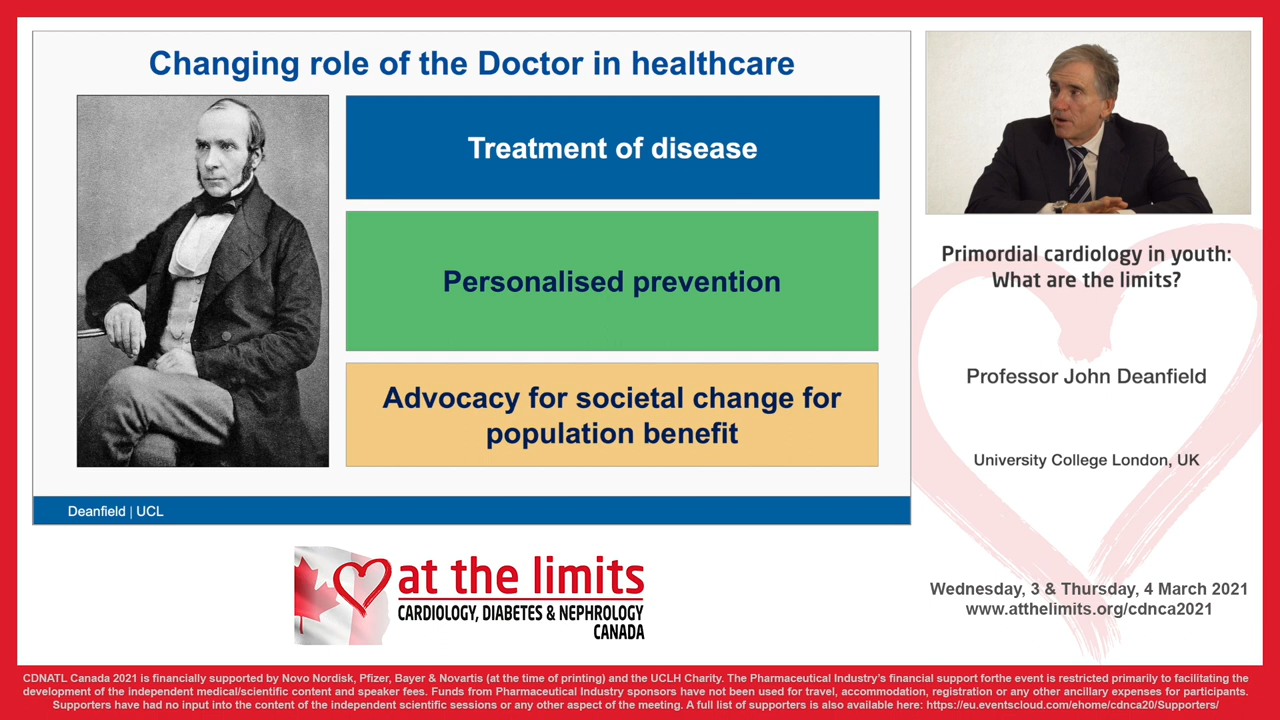 Changing role of the Doctor in healthcare
Treatment of disease
Personalised prevention
Advocacy for societal change for
population benefit
Deanfield | UCL
Primordial cardiology in youth:
What are the limits?
Professor John Deanfield
University College London, UK
at the limits
CARDIOLOGY, DIABETES & NEPHROLOGY
CANADA
Wednesday, 3 & Thursday, 4 March 2021
www.atthelimits.org/cdnca2021
CDNATL Canada 2021 is financially supported by Novo Nordisk, Pfizer, Bayer & Novartis (at the time of printing) and the UCLH Charity. The Pharmaceutical Industry's financial support forthe event is restricted primarily to facilitating the
development of the independent medical/scientific content and speaker fees. Funds from Pharmaceutical Industry sponsors have not been used for travel, accommodation, registration or any other ancillary expenses for participants.
Supporters have had no input into the content of the independent scientific sessions or any other aspect of the meeting. A full list of supporters is also available here: https://eu.eventscloud.com/ehome/cdnca20/Supporters/